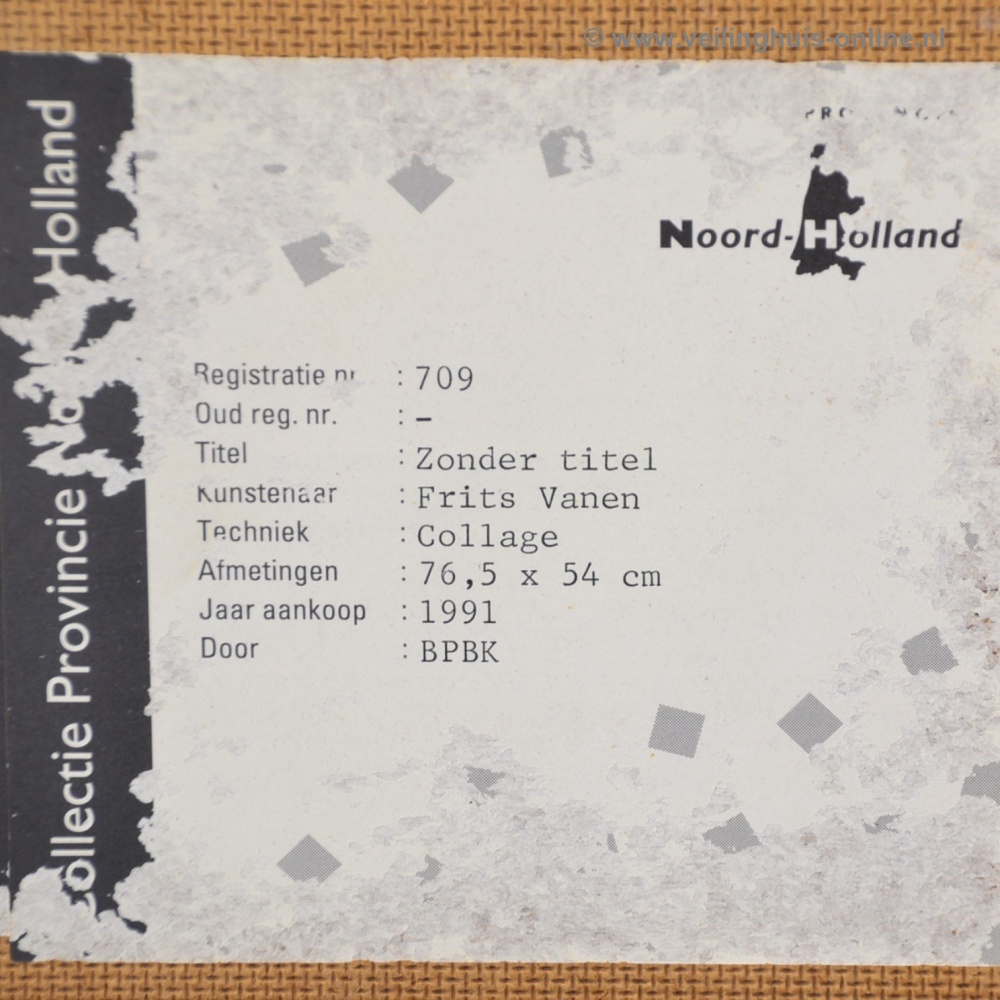 © www.veilinghuis-online.nl
Noord-Holland
Collectie Provincie Noord-Holland
Registratie nr. : 709
Oud reg. nr. : –
Titel : Zonder titel
Kunstenaar : Frits Vanen
Techniek : Collage
Afmetingen : 76,5 x 54 cm
Jaar aankoop : 1991
Door : BPBK